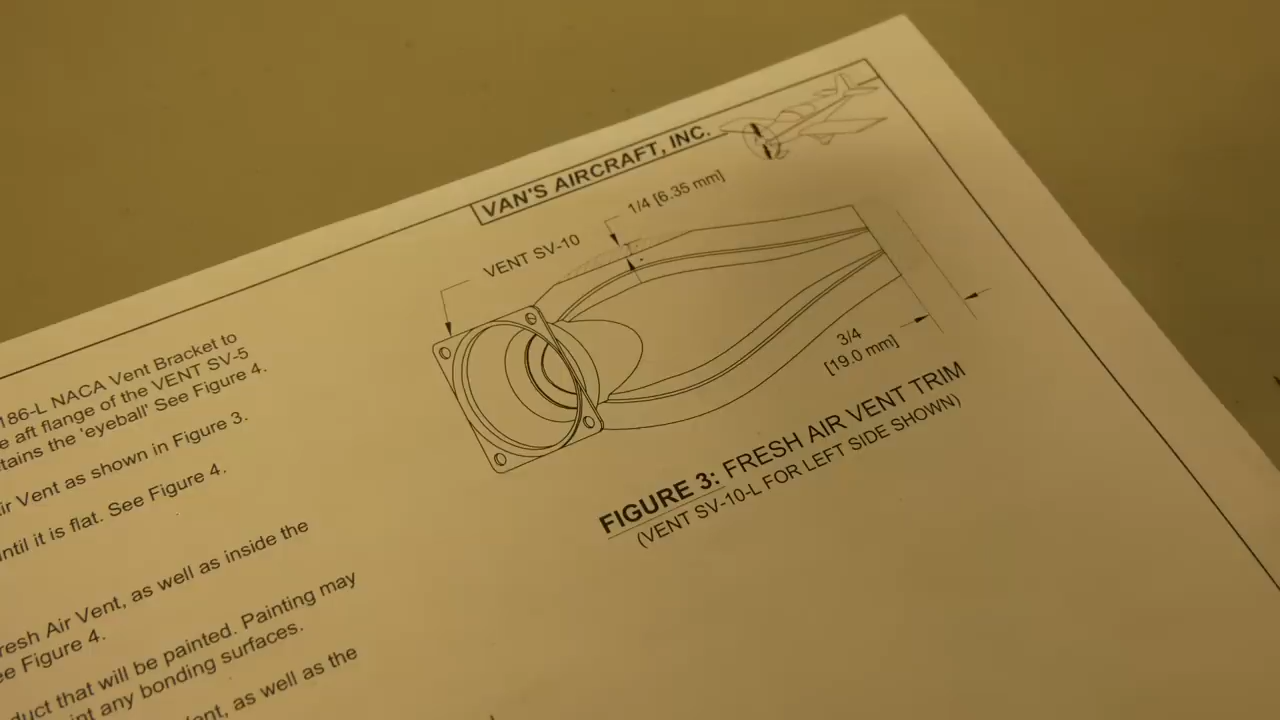 VAN'S AIRCRAFT, INC.
1/4 [6.35 mm]
VENT SV-10
3/4
[19.0 mm]
FIGURE 3: FRESH AIR VENT TRIM
(VENT SV-10-L FOR LEFT SIDE SHOWN)
186-L NACA Vent Bracket to
e aft flange of the VENT SV-5
tains the 'eyeball' See Figure 4.
ir Vent as shown in Figure 3.
ntil it is flat. See Figure 4.
resh Air Vent, as well as inside the
ee Figure 4.
duct that will be painted. Painting may
int any bonding surfaces.
ent, as well as the